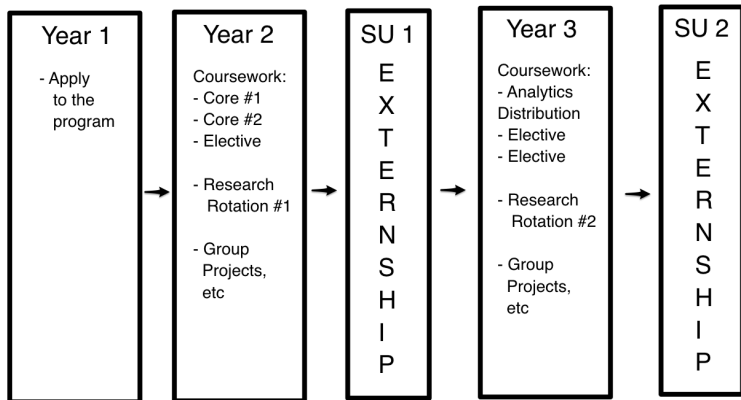 Year 1
- Apply
to the
program
Year 2
Coursework:
- Core #1
- Core #2
- Elective
- Research
Rotation #1
- Group
Projects,
etc
SU 1
E
X
T
E
R
N
S
H
I
P
Year 3
Coursework:
- Analytics
Distribution
- Elective
- Elective
- Research
Rotation #2
- Group
Projects,
etc
SU 2
E
X
T
E
R
N
S
H
I
P